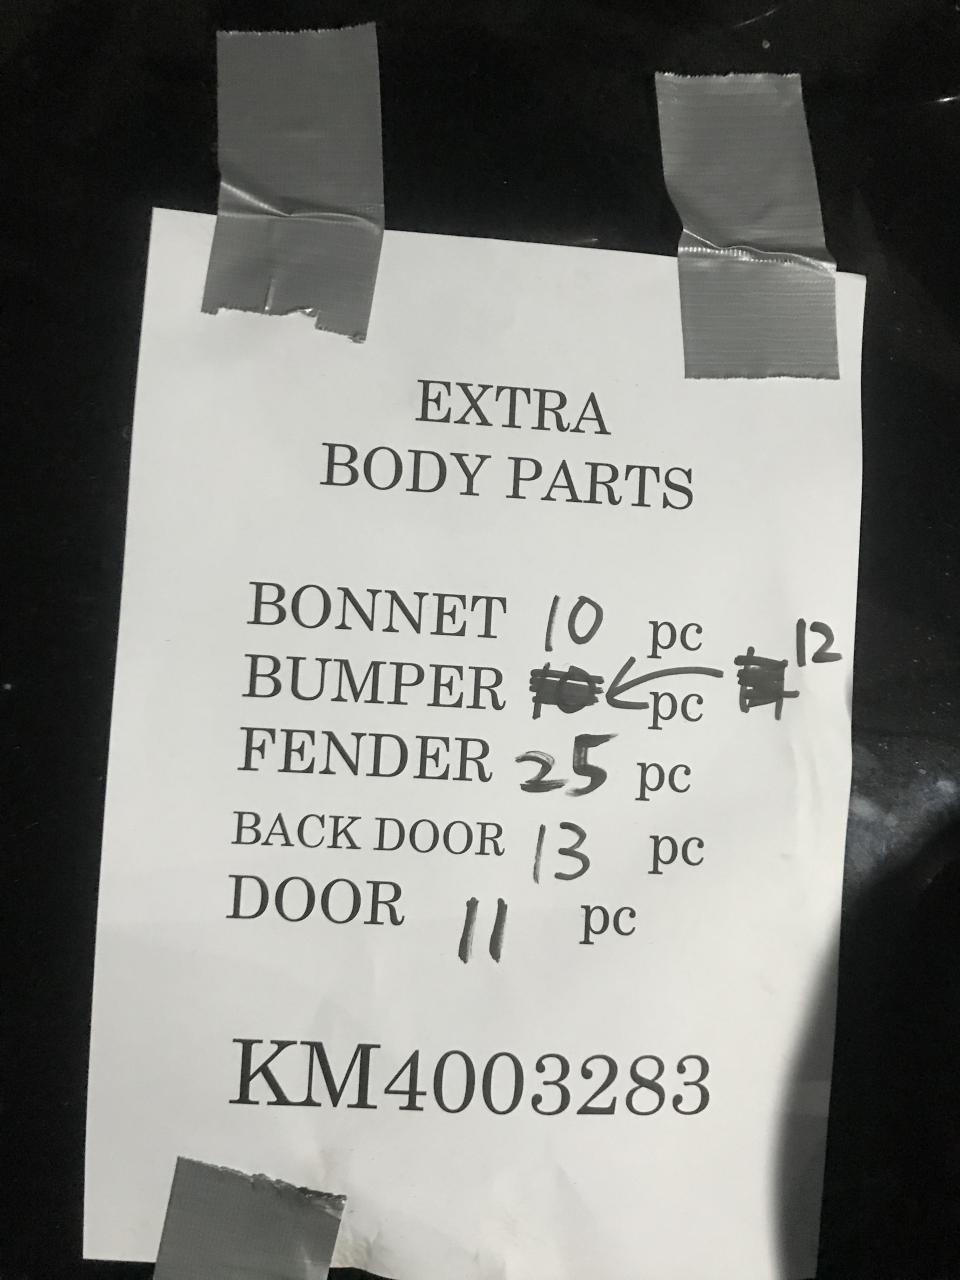 EXTRA
BODY PARTS
BONNET 10 pc
BUMPER pc 12
FENDER 25 pc
BACK DOOR 13 pc
DOOR 11 pc
KM4003283